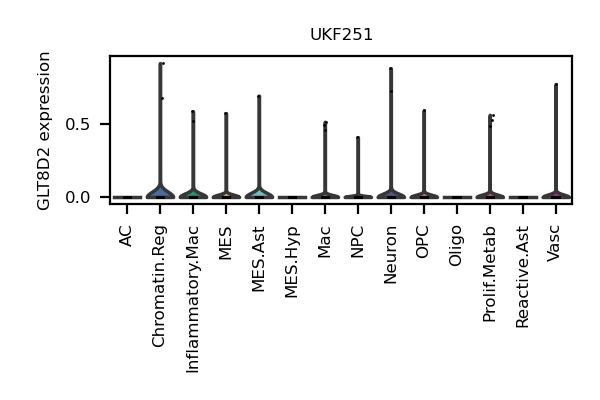 UKF251
GLT8D2 expression
0.5
0.0
AC
Chromatin.Reg
Inflammatory.Mac
MES
MES.Ast
MES.Hyp
Mac
NPC
Neuron
OPC
Oligo
Prolif.Metab
Reactive.Ast
Vasc